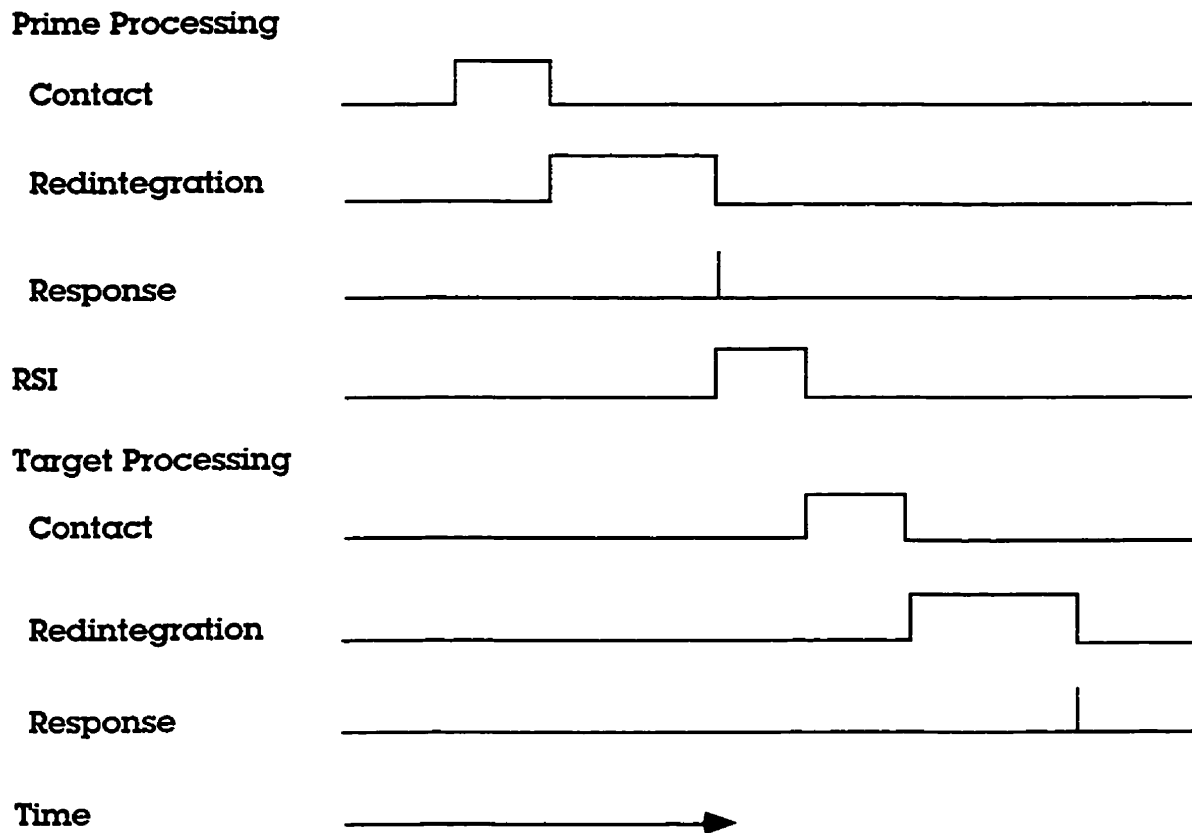 Prime Processing
Contact
Redintegration
Response
RSI
Target Processing
Contact
Redintegration
Response
Time